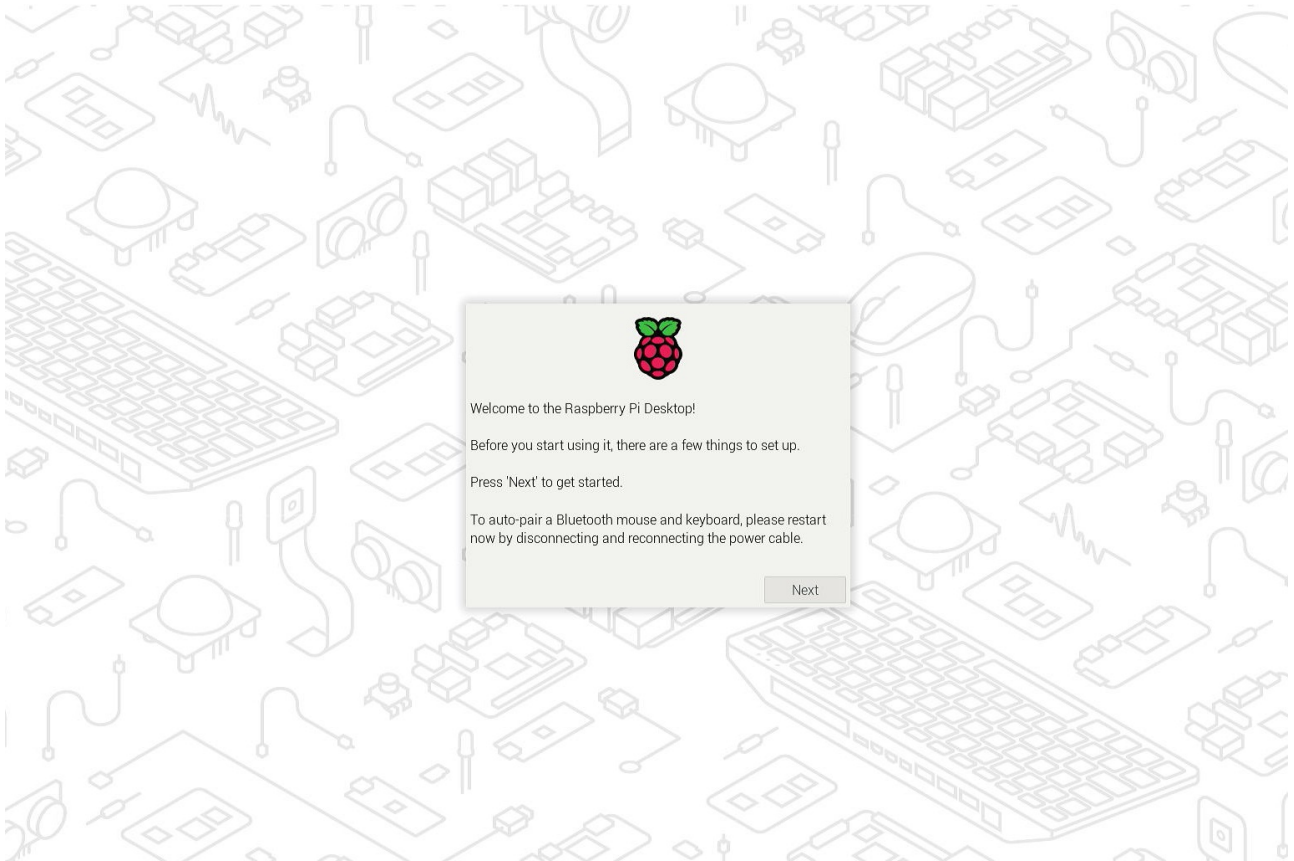 Welcome to the Raspberry Pi Desktop!
Before you start using it, there are a few things to set up.
Press 'Next' to get started.
To auto-pair a Bluetooth mouse and keyboard, please restart
now by disconnecting and reconnecting the power cable.
Next